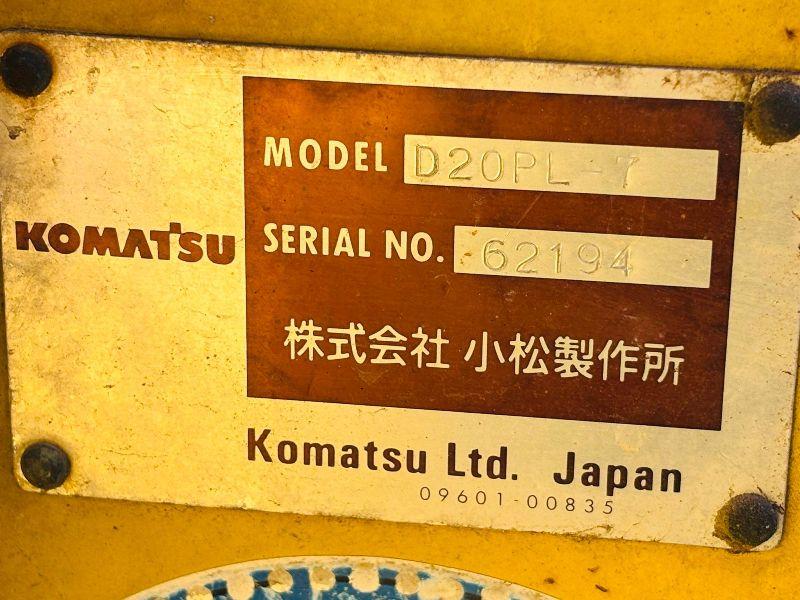 MODEL D20PL-7
KOMATSU
SERIAL NO. 62194
株式会社 小松製作所
Komatsu Ltd. Japan
09601-00835